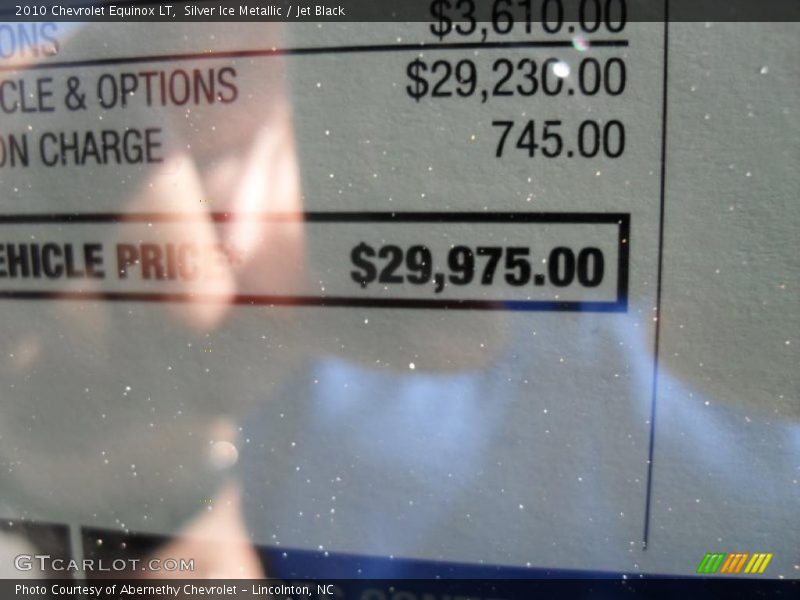 2010 Chevrolet Equinox LT, Silver Ice Metallic / Jet Black
ONS
$3,610.00
CLE & OPTIONS $29,230.00
ON CHARGE 745.00
EHICLE PRICE* $29,975.00
GTCARLOT.COM
Photo Courtesy of Abernethy Chevrolet - Lincolnton, NC